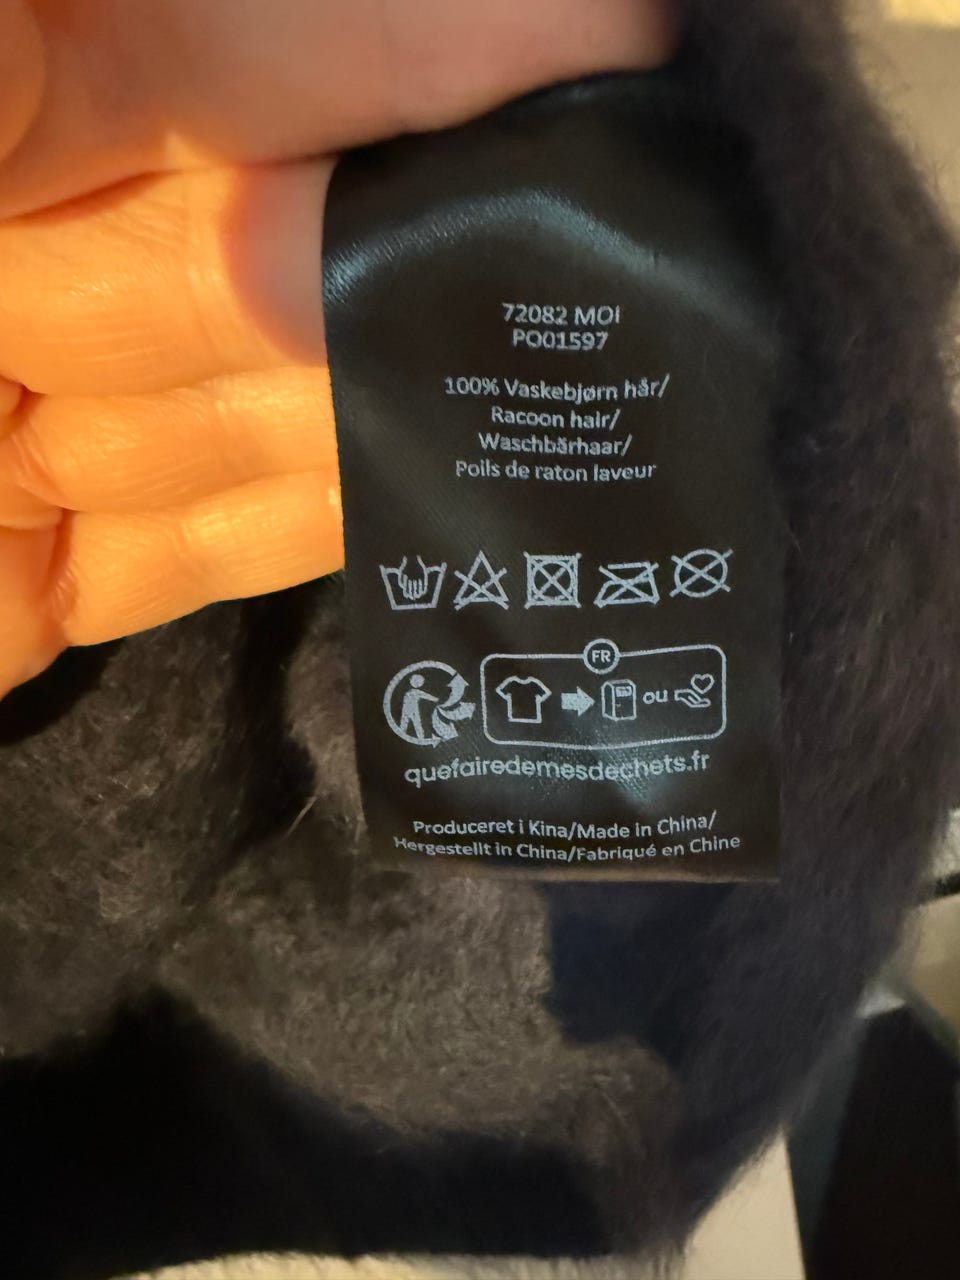 72082 MOI
PO01597
100% Vaskebjørn hår/
Racoon hair/
Waschbärhaar/
Poils de raton laveur
FR
ou
quefairedemesdechets.fr
Produceret i Kina/Made in China/
Hergestellt in China/Fabriqué en Chine